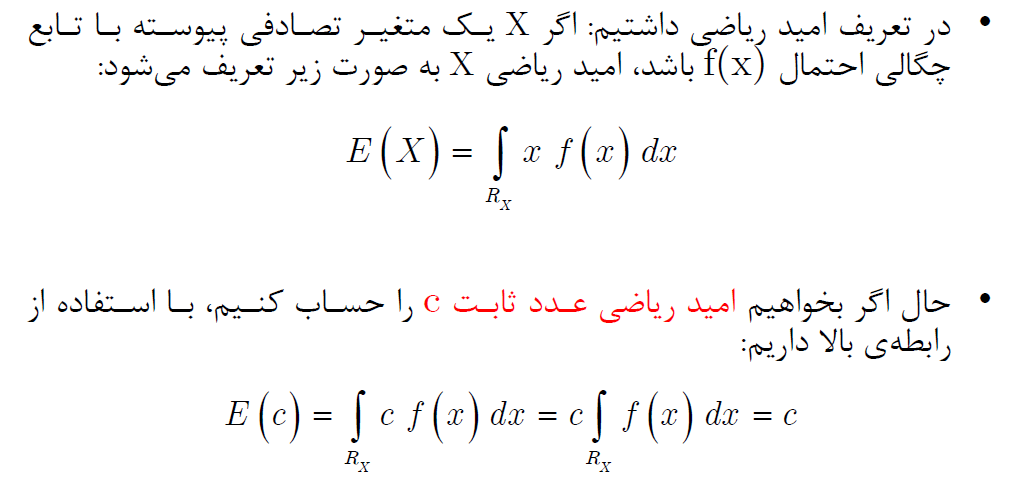 • در تعریف امید ریاضی داشتیم: اگر X یک متغیر تصادفی پیوسته با تابع
چگالی احتمال f(x) باشد، امید ریاضی X به صورت زیر تعریف می‌شود:
E(X) = ∫_{R_X} x f(x) dx
• حال اگر بخواهیم امید ریاضی عدد ثابت c را حساب کنیم، با استفاده از
رابطه‌ی بالا داریم:
E(c) = ∫_{R_X} c f(x) dx = c ∫_{R_X} f(x) dx = c